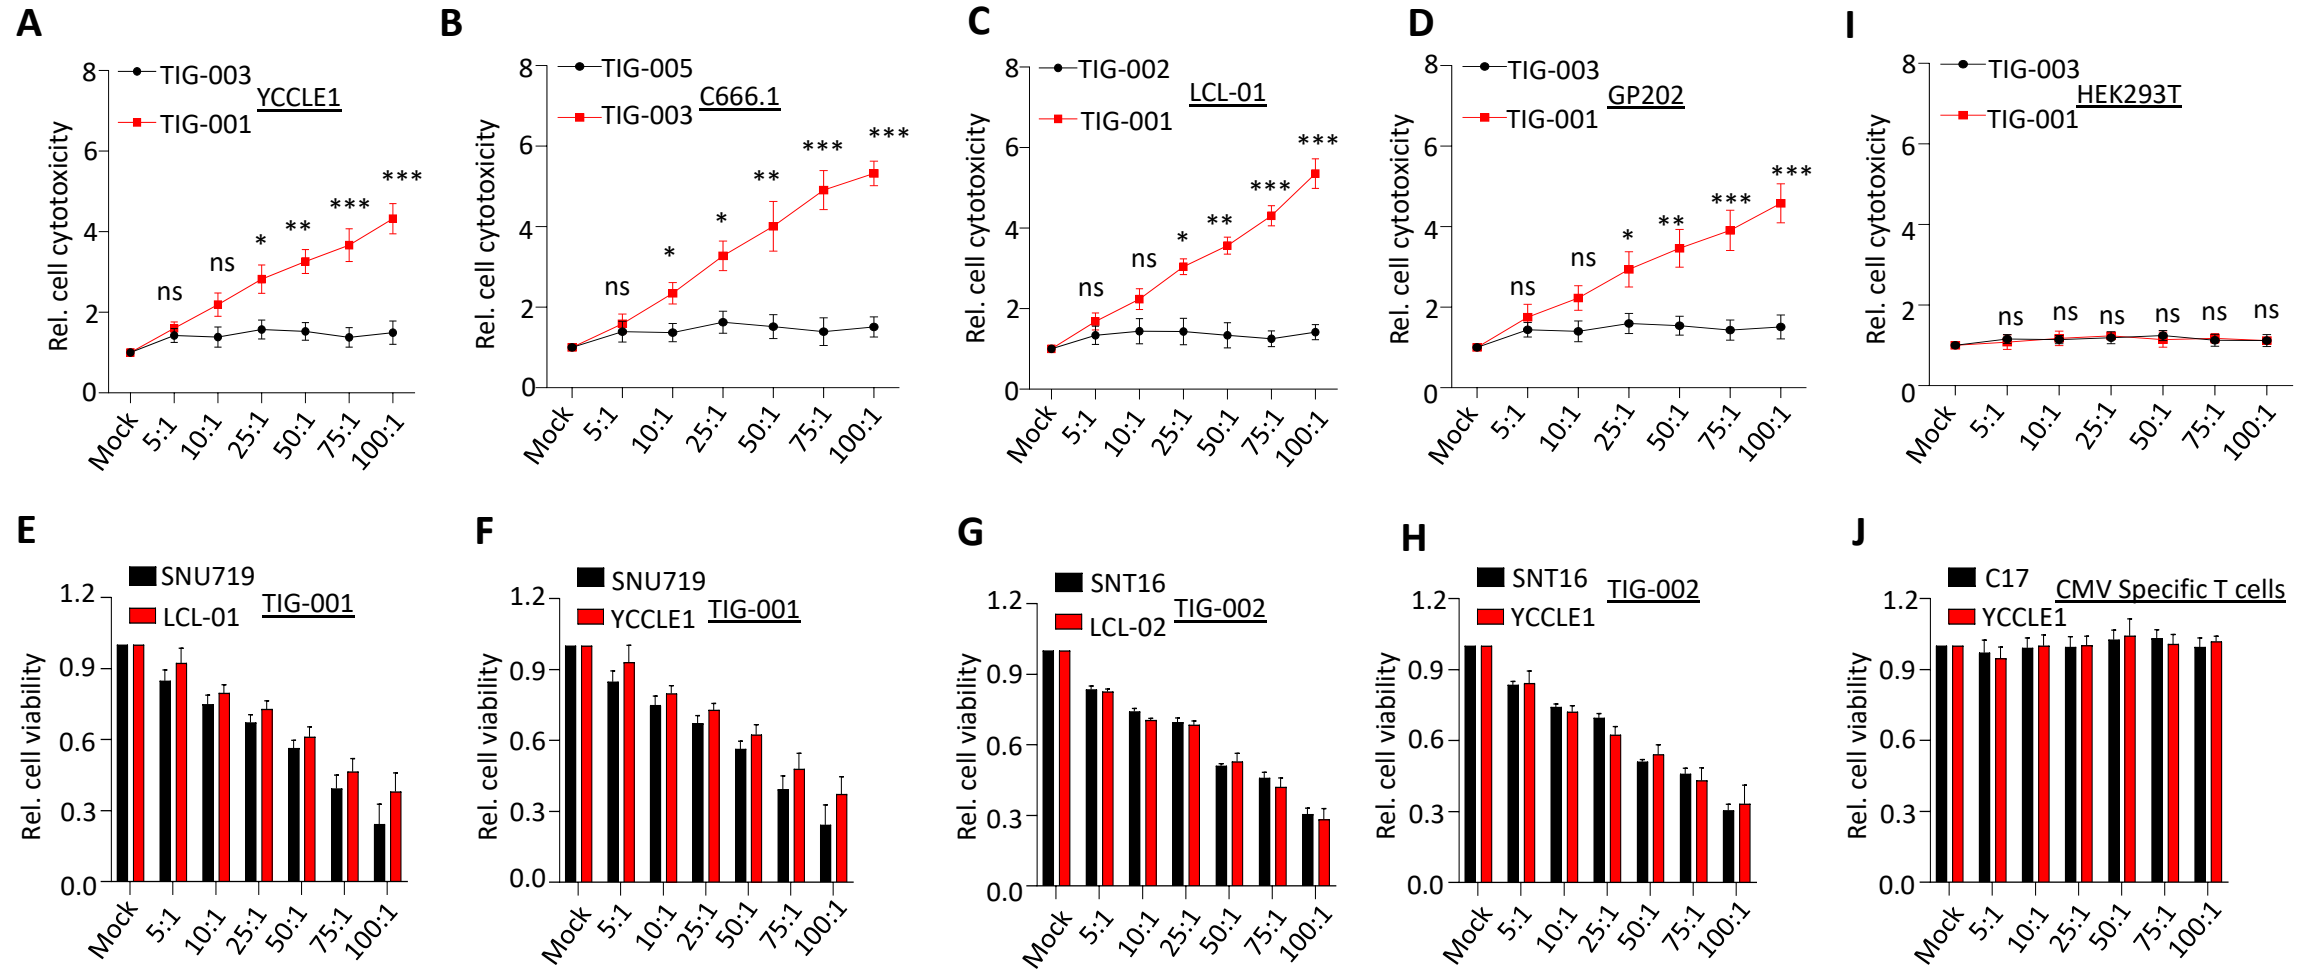 A
8
6
4
2
0
Rel. cell cytotoxicity
TIG-003
TIG-001
YCCLE1
ns
ns
*
**
***
***
Mock
5:1
10:1
25:1
50:1
75:1
100:1
B
8
6
4
2
0
Rel. cell cytotoxicity
TIG-005
TIG-003
C666.1
ns
*
*
**
***
***
Mock
5:1
10:1
25:1
50:1
75:1
100:1
C
8
6
4
2
0
Rel. cell cytotoxicity
TIG-002
TIG-001
LCL-01
ns
ns
*
**
***
***
Mock
5:1
10:1
25:1
50:1
75:1
100:1
D
8
6
4
2
0
Rel. cell cytotoxicity
TIG-003
TIG-001
GP202
ns
ns
*
**
***
***
Mock
5:1
10:1
25:1
50:1
75:1
100:1
I
8
6
4
2
0
Rel. cell cytotoxicity
TIG-003
TIG-001
HEK293T
ns
ns
ns
ns
ns
ns
Mock
5:1
10:1
25:1
50:1
75:1
100:1
E
1.2
0.9
0.6
0.3
0.0
Rel. cell viability
SNU719
LCL-01
TIG-001
Mock
5:1
10:1
25:1
50:1
75:1
100:1
F
1.2
0.9
0.6
0.3
0.0
Rel. cell viability
SNU719
YCCLE1
TIG-001
Mock
5:1
10:1
25:1
50:1
75:1
100:1
G
1.2
0.9
0.6
0.3
0.0
Rel. cell viability
SNT16
LCL-02
TIG-002
Mock
5:1
10:1
25:1
50:1
75:1
100:1
H
1.2
0.9
0.6
0.3
0.0
Rel. cell viability
SNT16
YCCLE1
TIG-002
Mock
5:1
10:1
25:1
50:1
75:1
100:1
J
1.2
0.9
0.6
0.3
0.0
Rel. cell viability
C17
YCCLE1
CMV Specific T cells
Mock
5:1
10:1
25:1
50:1
75:1
100:1